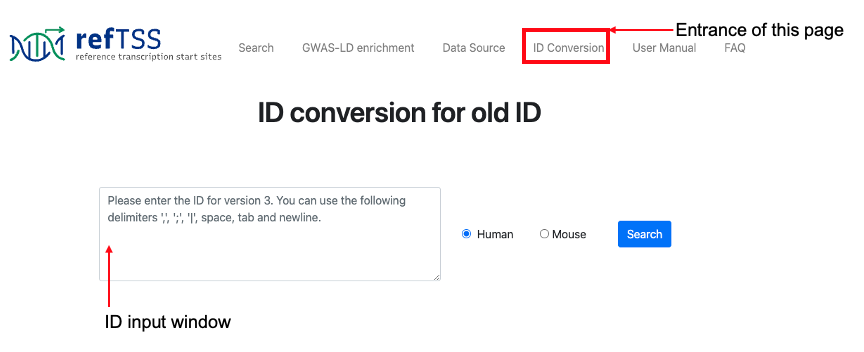 Entrance of this page
refTSS
reference transcription start sites
Search GWAS-LD enrichment Data Source ID Conversion User Manual FAQ
ID conversion for old ID
Please enter the ID for version 3. You can use the following
delimiters ',', ';', '|', space, tab and newline.
Human Mouse Search
ID input window